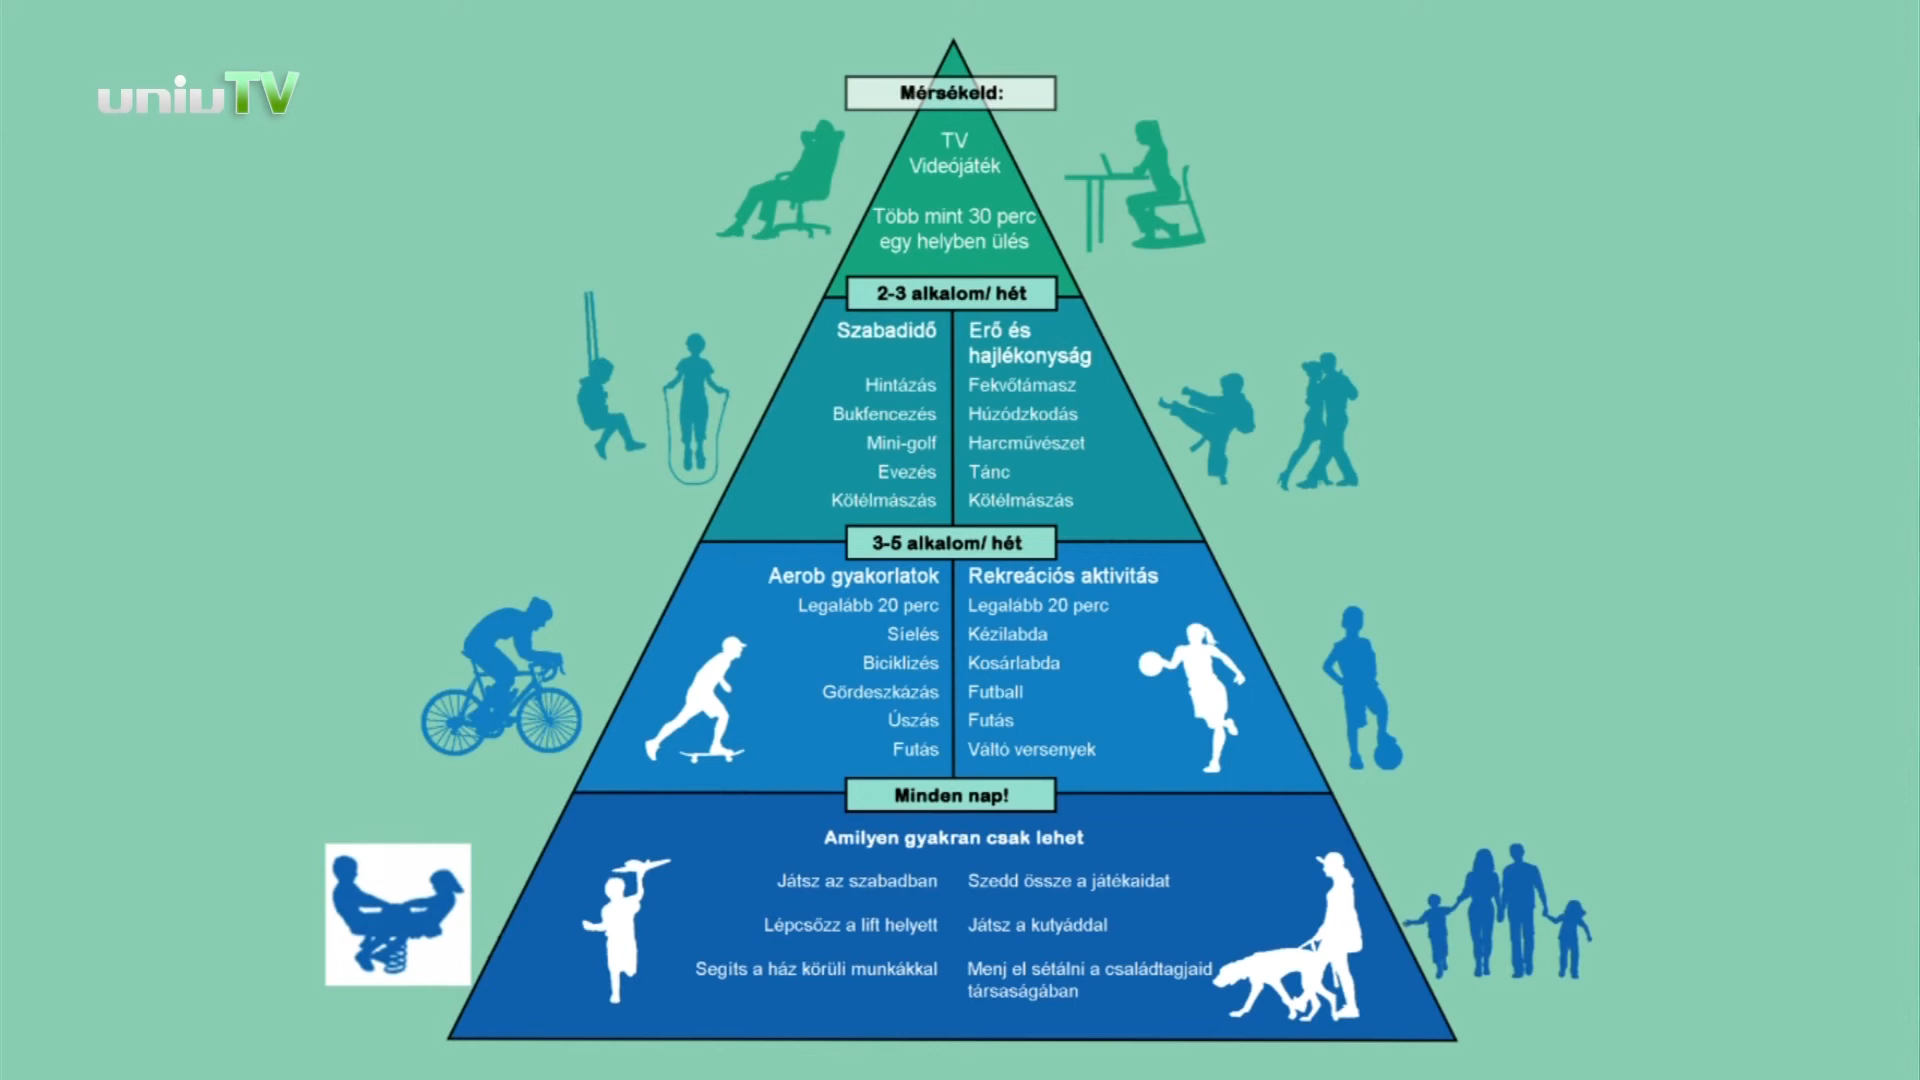 uniuTV
Mérsékeld:
TV
Videójáték
Több mint 30 perc
egy helyben ülés
2-3 alkalom/ hét
Szabadidő
Hintázás
Bukfencezés
Mini-golf
Evezés
Kötélmászás
Erő és
hajlékonyság
Fekvőtámasz
Húzódzkodás
Harcművészet
Tánc
Kötélmászás
3-5 alkalom/ hét
Aerob gyakorlatok
Legalább 20 perc
Síelés
Biciklizés
Gördeszkázás
Úszás
Futás
Rekreációs aktivitás
Legalább 20 perc
Kézilabda
Kosárlabda
Futball
Futás
Váltó versenyek
Minden nap!
Amilyen gyakran csak lehet
Játsz az szabadban
Lépcsőzz a lift helyett
Segíts a ház körüli munkákkal
Szedd össze a játékaidat
Játsz a kutyáddal
Menj el sétálni a családtagjaid
társaságában